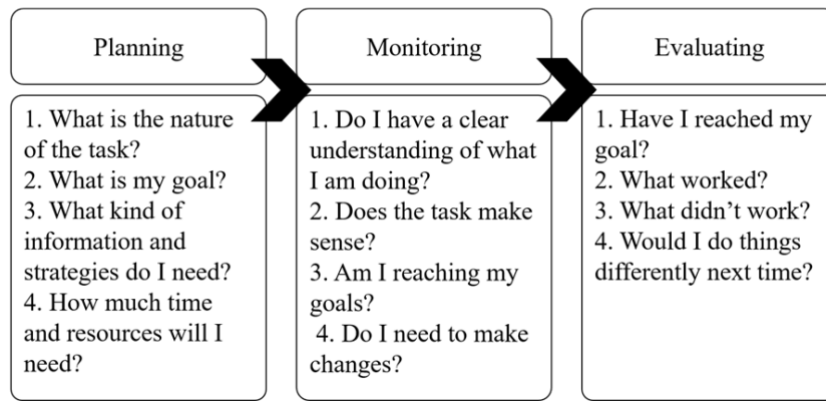 Planning
1. What is the nature
of the task?
2. What is my goal?
3. What kind of
information and
strategies do I need?
4. How much time
and resources will I
need?
Monitoring
1. Do I have a clear
understanding of what
I am doing?
2. Does the task make
sense?
3. Am I reaching my
goals?
4. Do I need to make
changes?
Evaluating
1. Have I reached my
goal?
2. What worked?
3. What didn’t work?
4. Would I do things
differently next time?